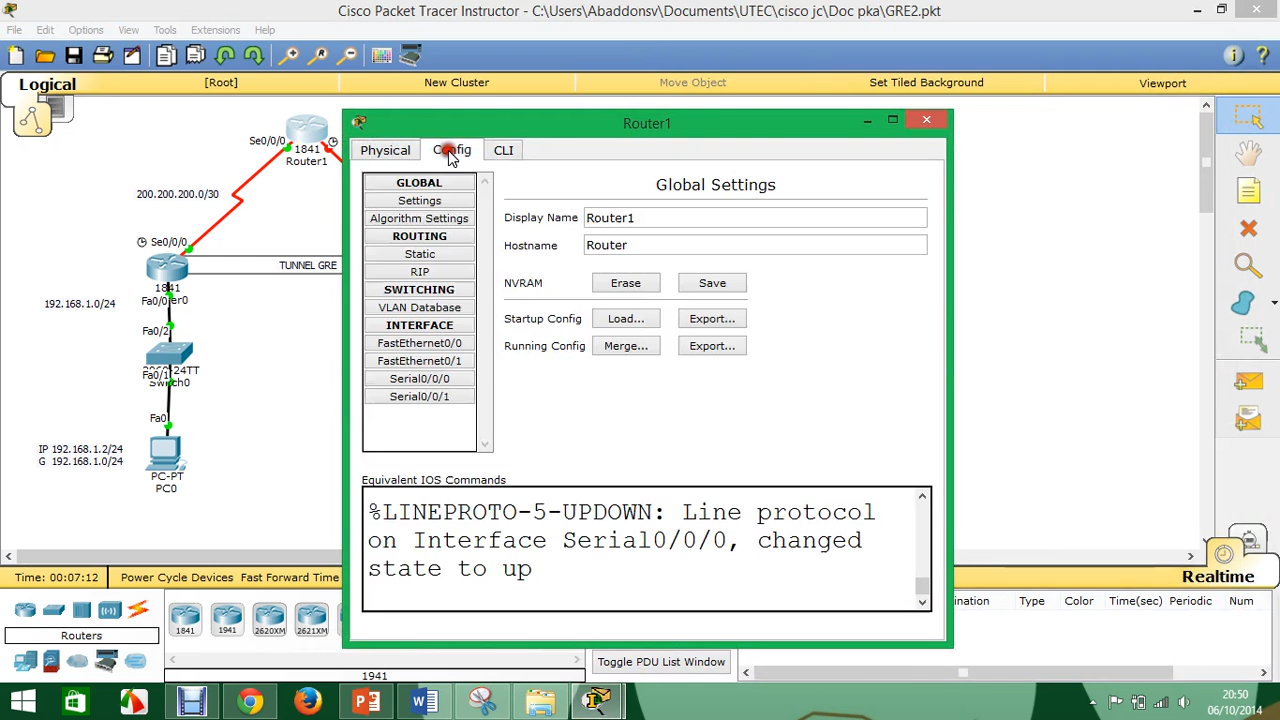 Cisco Packet Tracer Instructor - C:\Users\Abaddonsv\Documents\UTEC\cisco jc\Doc pka\GRE2.pkt
File Edit Options View Tools Extensions Help
Logical [Root] New Cluster Move Object Set Tiled Background Viewport
Router1
Physical Config CLI
Se0/0/0
1841
Router1
200.200.200.0/30
Se0/0/0
TUNNEL GRE
1841
Fa0/0
192.168.1.0/24
Fa0/2
Fa0/1
Switch0
Fa0
IP 192.168.1.2/24
G 192.168.1.0/24
PC-PT
PC0
GLOBAL
Settings
Algorithm Settings
ROUTING
Static
RIP
SWITCHING
VLAN Database
INTERFACE
FastEthernet0/0
FastEthernet0/1
Serial0/0/0
Serial0/0/1
Global Settings
Display Name Router1
Hostname Router
NVRAM Erase Save
Startup Config Load... Export...
Running Config Merge... Export...
Equivalent IOS Commands
%LINEPROTO-5-UPDOWN: Line protocol
on Interface Serial0/0/0, changed
state to up
Time: 00:07:12 Power Cycle Devices Fast Forward Time
Realtime
Routers
1841 1941 2620XM 2621XM
1941
Toggle PDU List Window
ination Type Color Time(sec) Periodic Num
20:50
06/10/2014